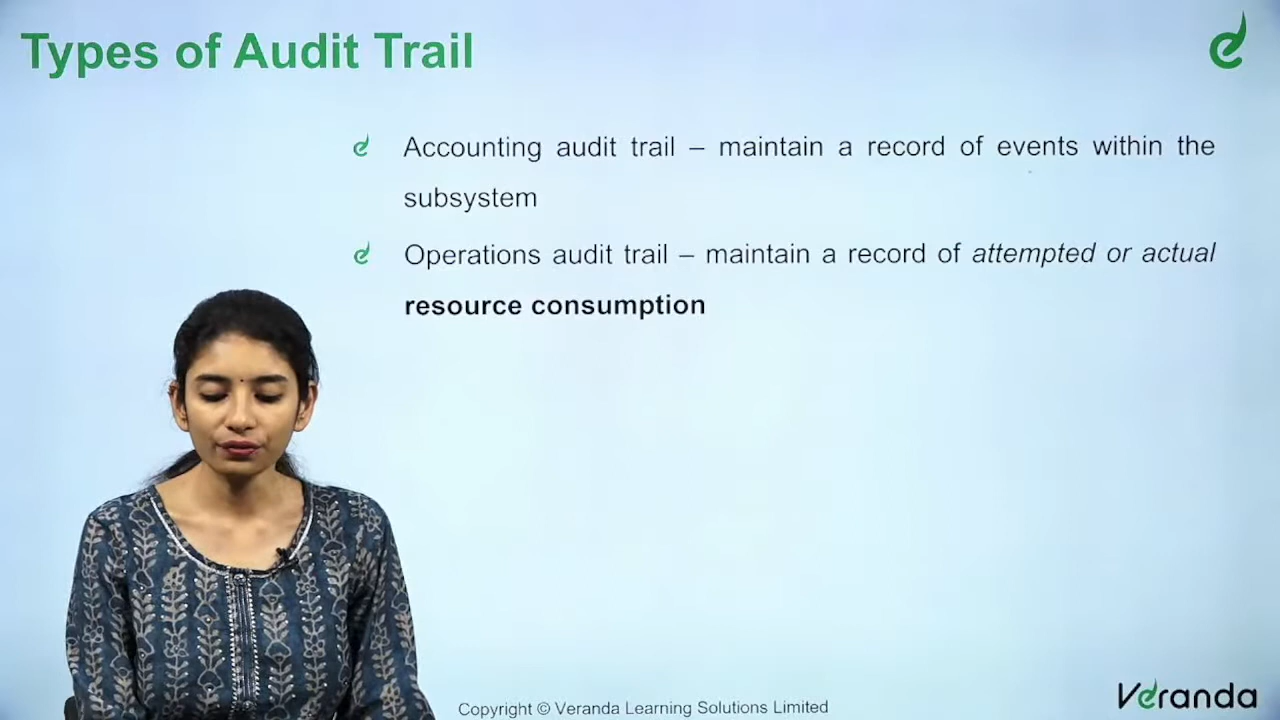 Types of Audit Trail
Accounting audit trail – maintain a record of events within the
subsystem
Operations audit trail – maintain a record of attempted or actual
resource consumption
Copyright © Veranda Learning Solutions Limited
Veranda